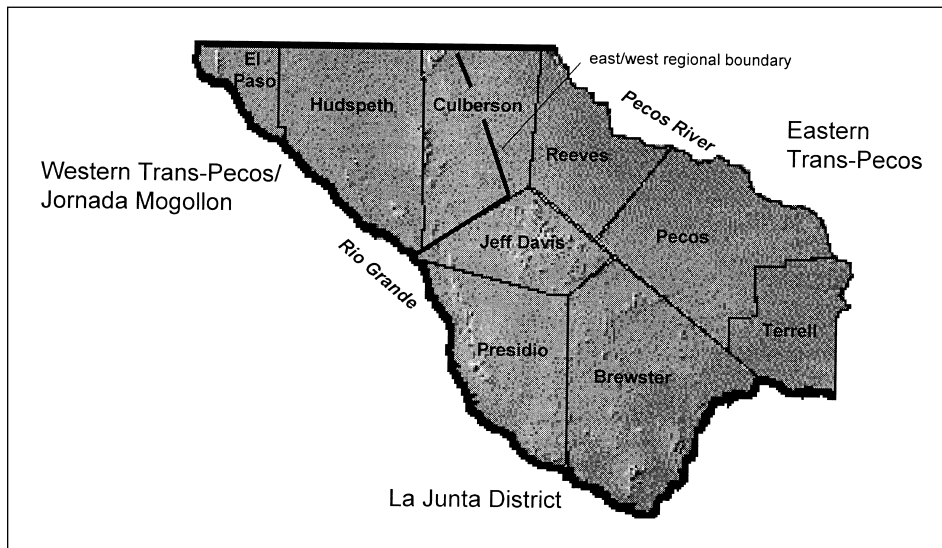 El
Paso
Hudspeth
Culberson
east/west regional boundary
Pecos River
Eastern
Trans-Pecos
Reeves
Western Trans-Pecos/
Jornada Mogollon
Jeff Davis
Pecos
Rio Grande
Terrell
Presidio
Brewster
La Junta District